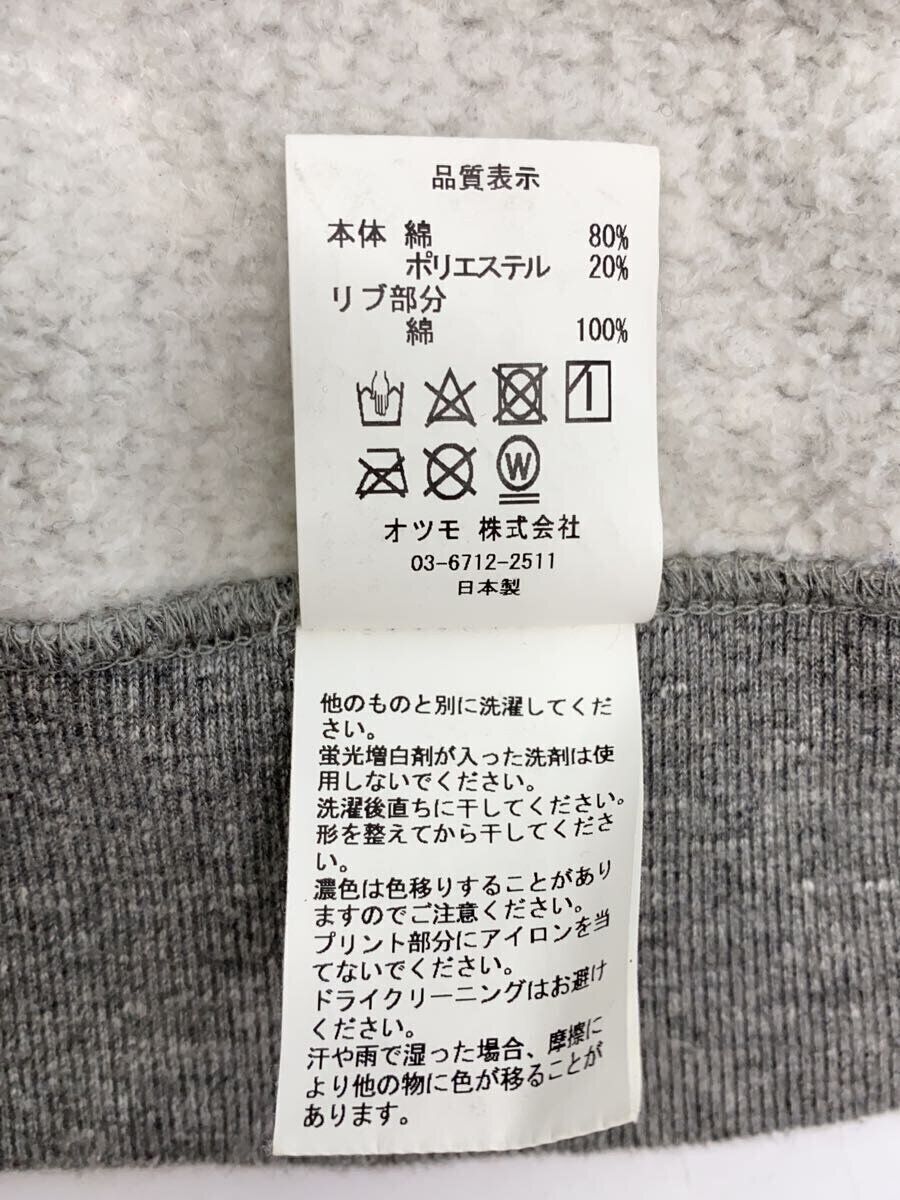 品質表示
本体 綿 80%
ポリエステル 20%
リブ部分
綿 100%
W
オツモ 株式会社
03-6712-2511
日本製
他のものと別に洗濯してくだ
さい。
蛍光増白剤が入った洗剤は使
用しないでください。
洗濯後直ちに干してください。
形を整えてから干してくださ
い。
濃色は色移りすることがあり
ますのでご注意ください。
プリント部分にアイロンを当
てないでください。
ドライクリーニングはお避け
ください。
汗や雨で湿った場合、摩擦に
より他の物に色が移ることが
あります。